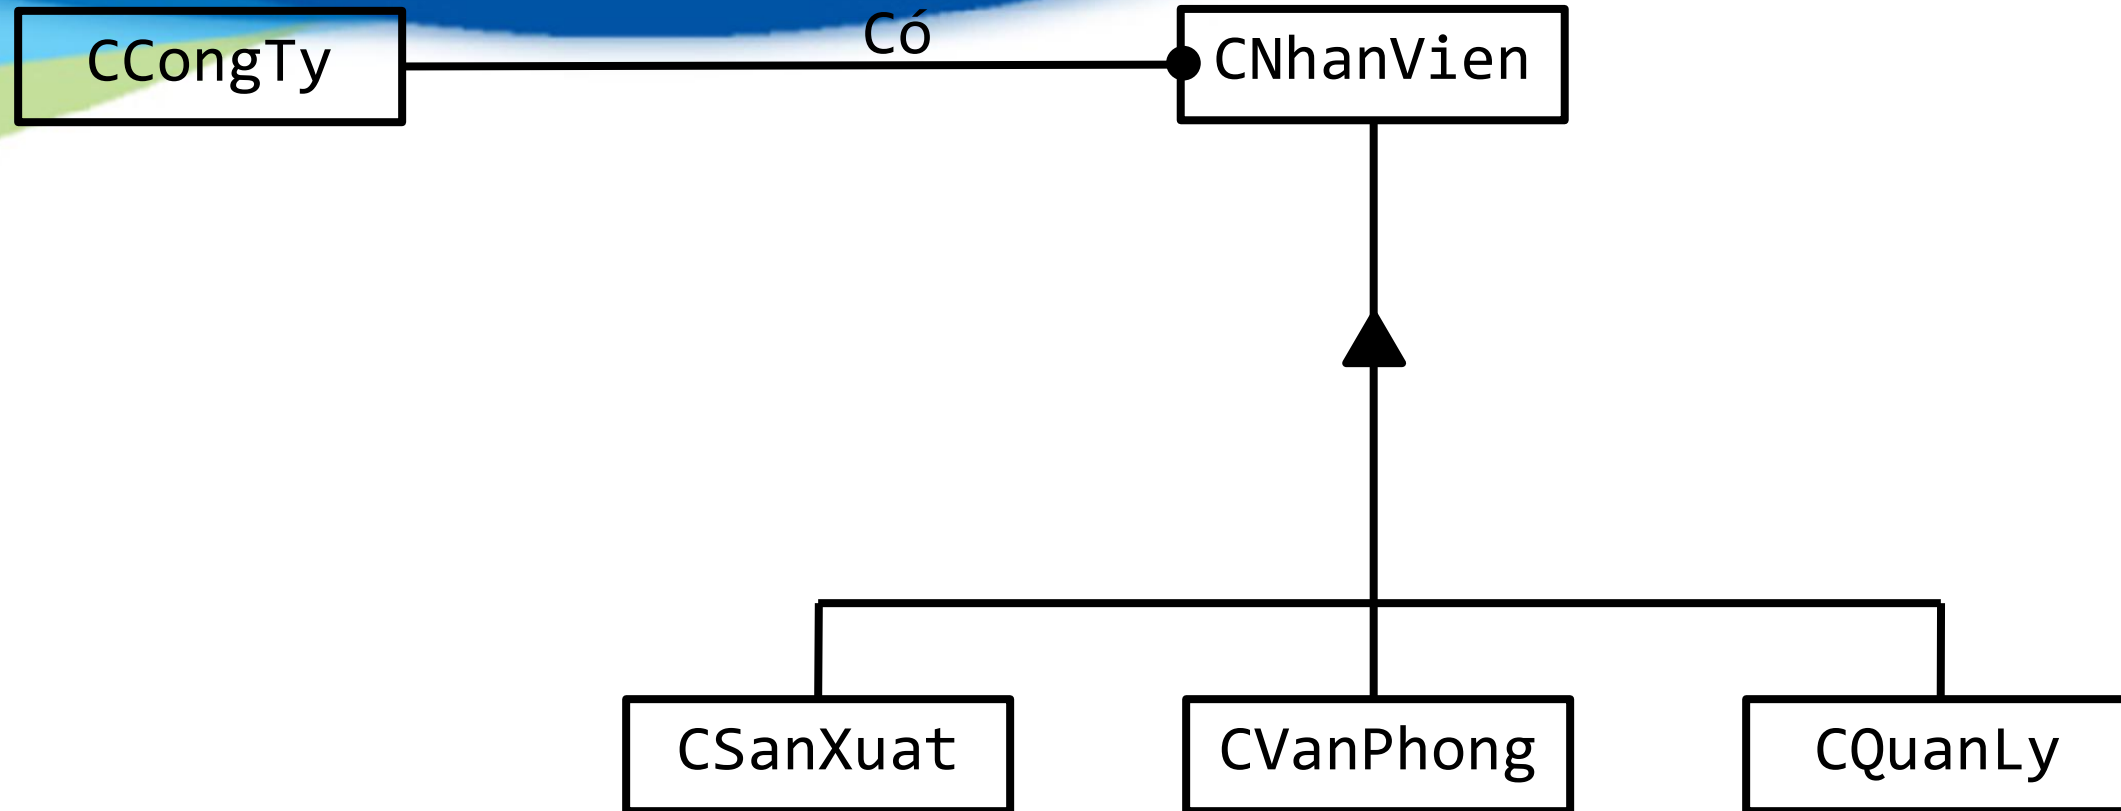 CCongTy
Có
CNhanVien
CSanXuat
CVanPhong
CQuanLy